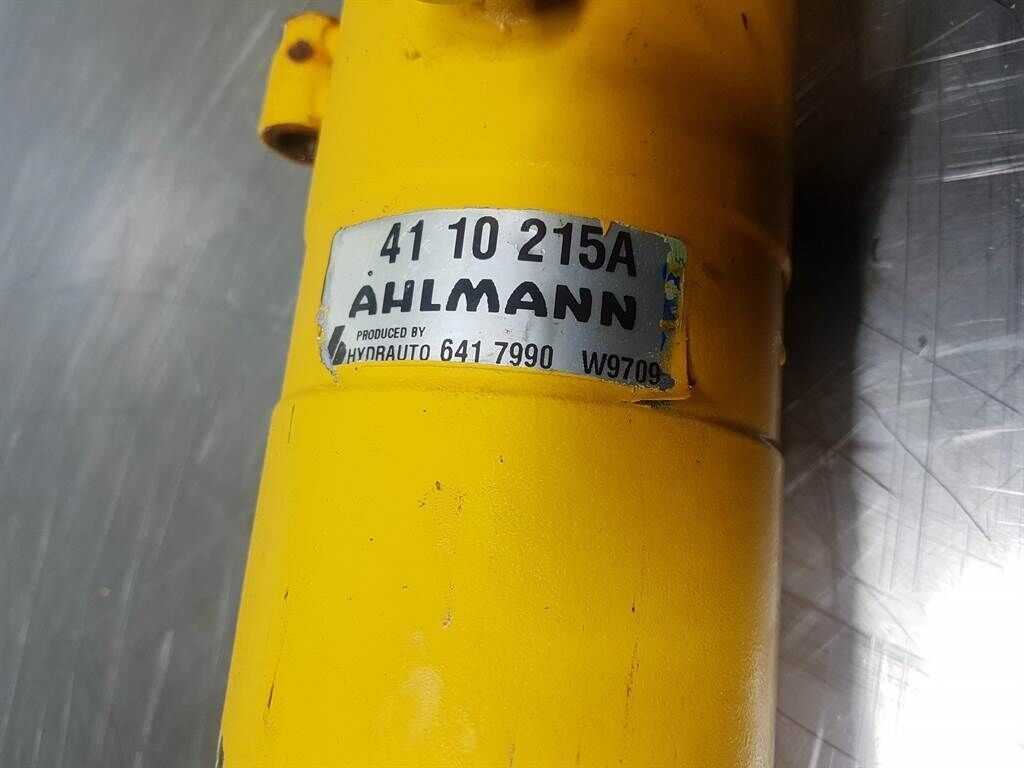 41 10 215A
AHLMANN
PRODUCED BY
HYDRAUTO 641 7990 W9709